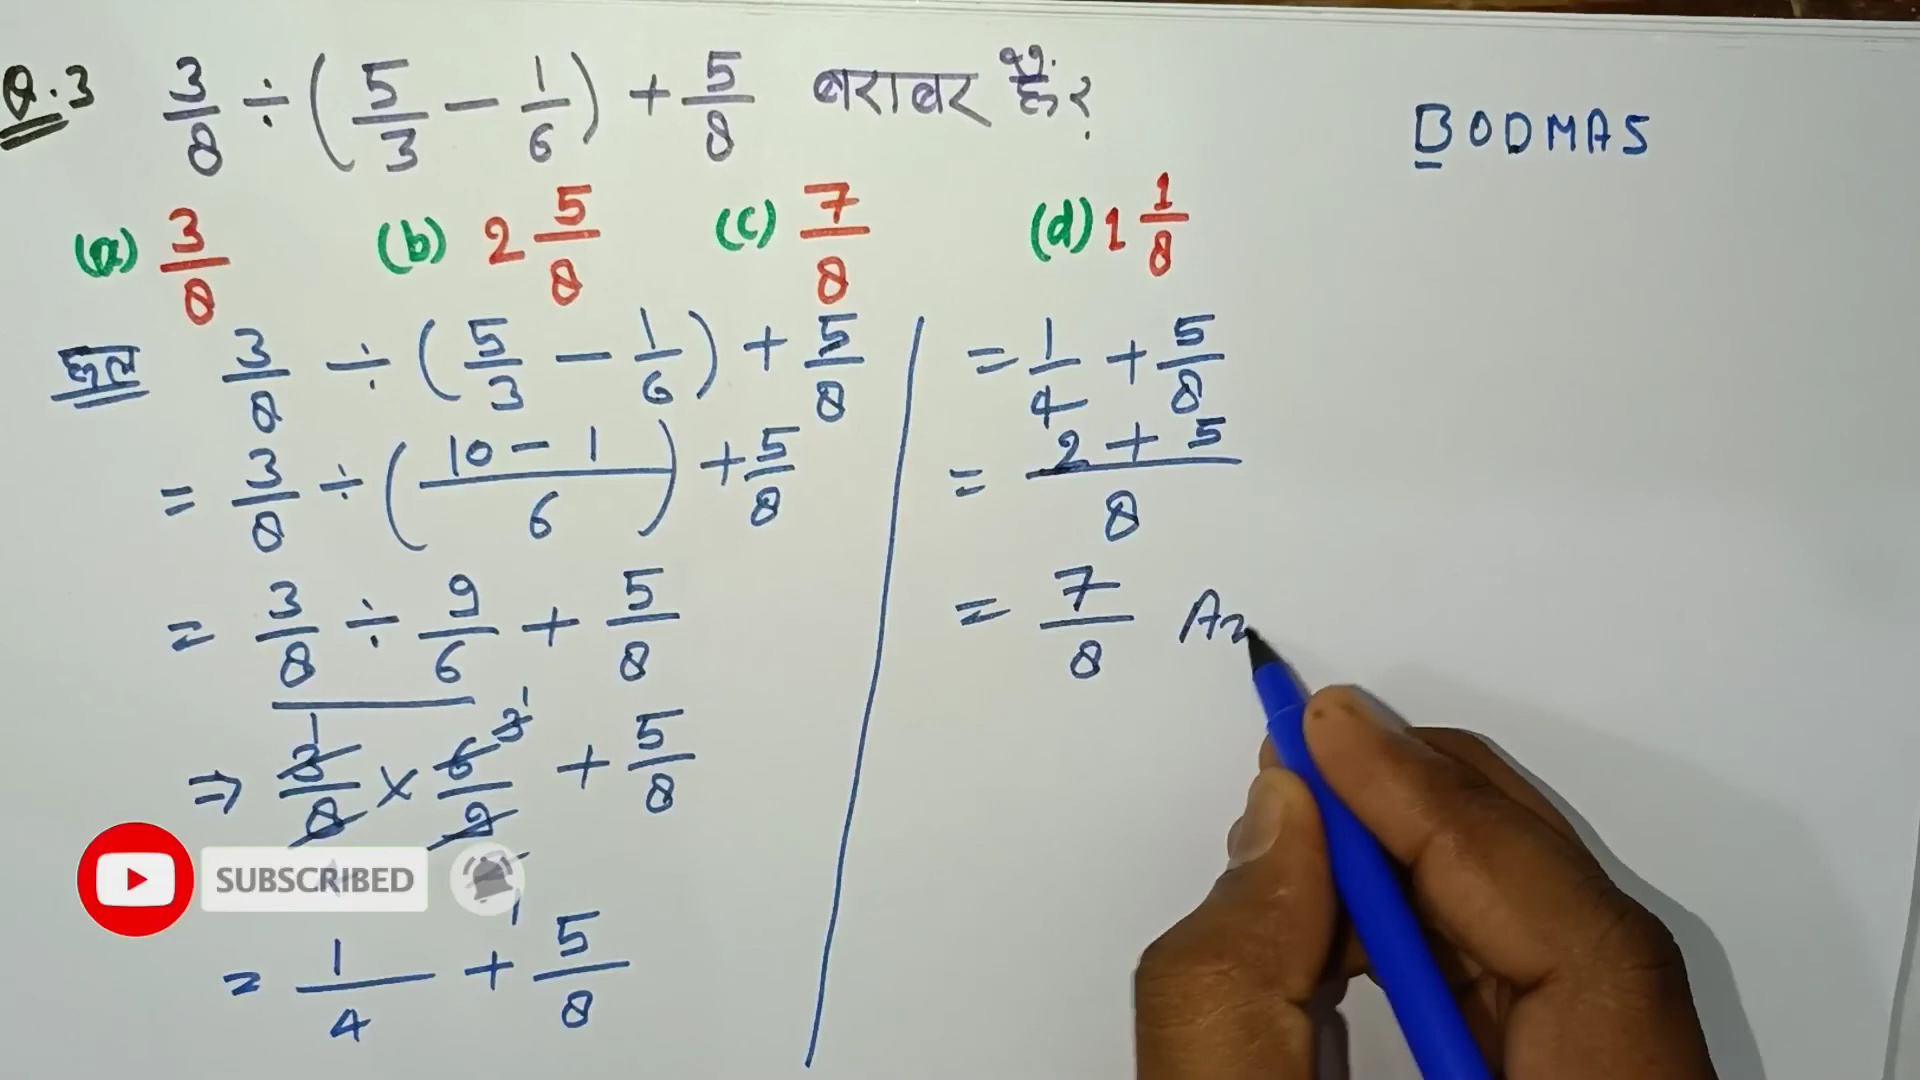 Q.3 3/8 ÷ (5/3 − 1/6) + 5/8 बराबर है?
BODMAS
(a) 3/8 (b) 2 5/8 (c) 7/8 (d) 1 1/8
हल 3/8 ÷ (5/3 − 1/6) + 5/8
= 3/8 ÷ (10 − 1/6) + 5/8
= 3/8 ÷ 9/6 + 5/8
⇒ 3/8 × 6/9 + 5/8
SUBSCRIBED
= 1/4 + 5/8
= 1/4 + 5/8
= 2 + 5/8
= 7/8 An